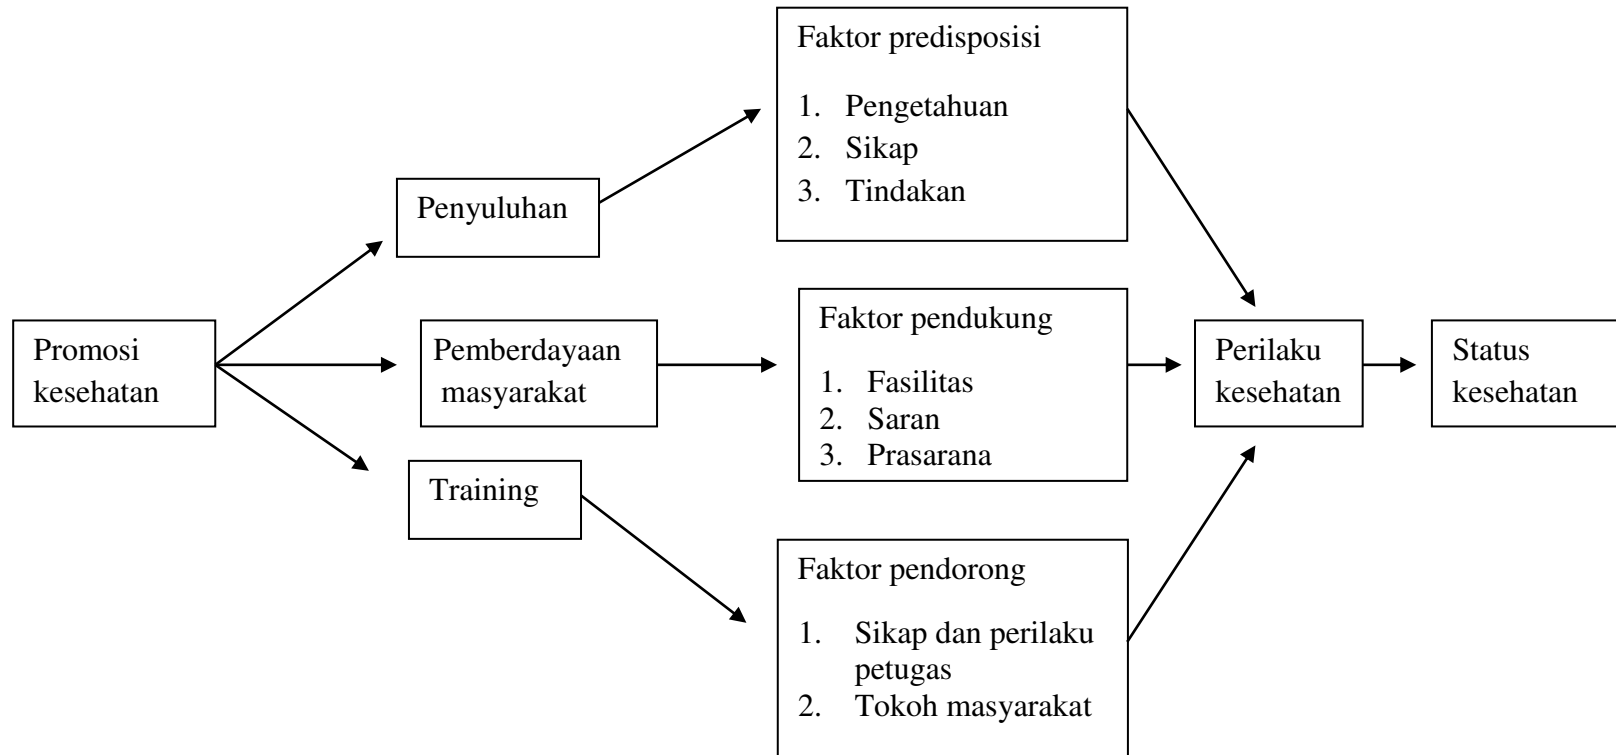 Promosi
kesehatan
Penyuluhan
Pemberdayaan
masyarakat
Training
Faktor predisposisi
1. Pengetahuan
2. Sikap
3. Tindakan
Faktor pendukung
1. Fasilitas
2. Saran
3. Prasarana
Faktor pendorong
1. Sikap dan perilaku
petugas
2. Tokoh masyarakat
Perilaku
kesehatan
Status
kesehatan